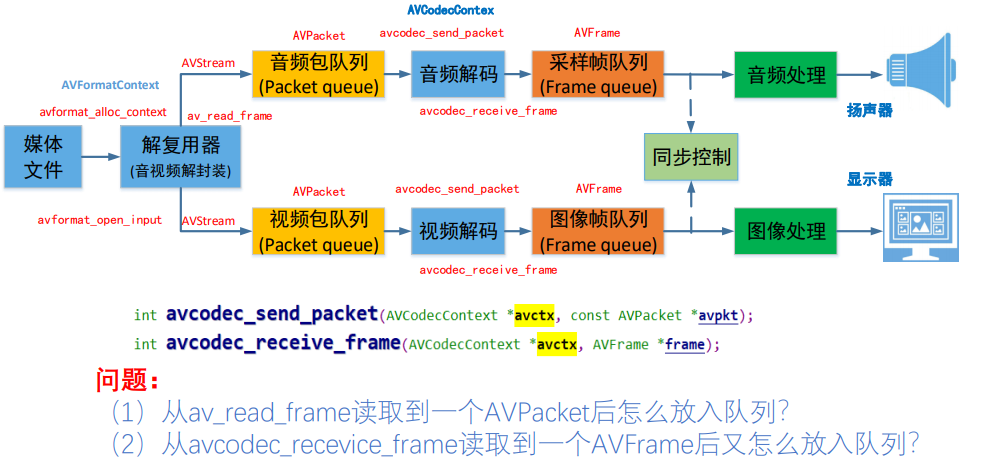 AVCodecContex
AVPacket
avcodec_send_packet
AVFrame
AVFormatContext
AVStream
音频包队列
(Packet queue)
音频解码
采样帧队列
(Frame queue)
音频处理
avformat_alloc_context
av_read_frame
avcodec_receive_frame
扬声器
媒体
文件
解复用器
(音视频解封装)
同步控制
AVPacket
avcodec_send_packet
AVFrame
显示器
avformat_open_input
AVStream
视频包队列
(Packet queue)
视频解码
图像帧队列
(Frame queue)
图像处理
avcodec_receive_frame
int avcodec_send_packet(AVCodecContext *avctx, const AVPacket *avpkt);
int avcodec_receive_frame(AVCodecContext *avctx, AVFrame *frame);
问题：
（1）从av_read_frame读取到一个AVPacket后怎么放入队列？
（2）从avcodec_recevice_frame读取到一个AVFrame后又怎么放入队列？